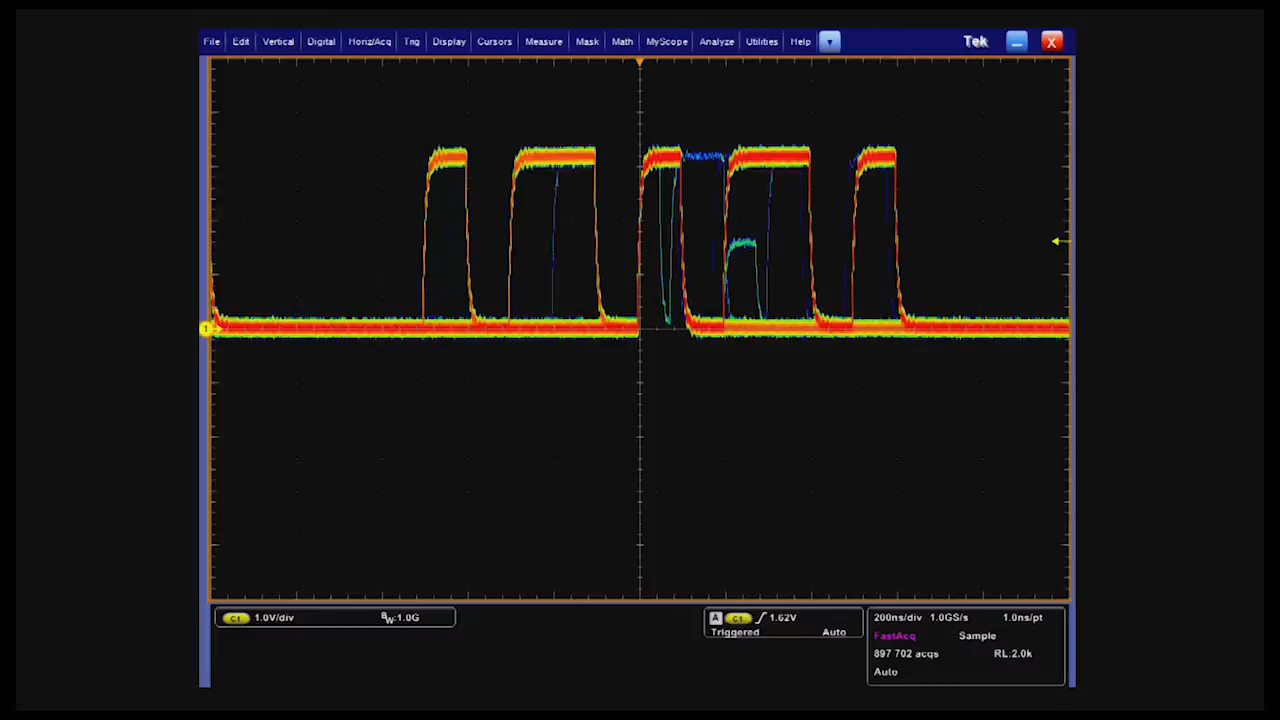 File Edit Vertical Digital Horiz/Acq Trig Display Cursors Measure Mask Math MyScope Analyze Utilities Help Tek
1
C1 1.0V/div BW:1.0G
A C1 1.62V
Triggered Auto
200ns/div 1.0GS/s 1.0ns/pt
FastAcq Sample
897 702 acqs RL:2.0k
Auto